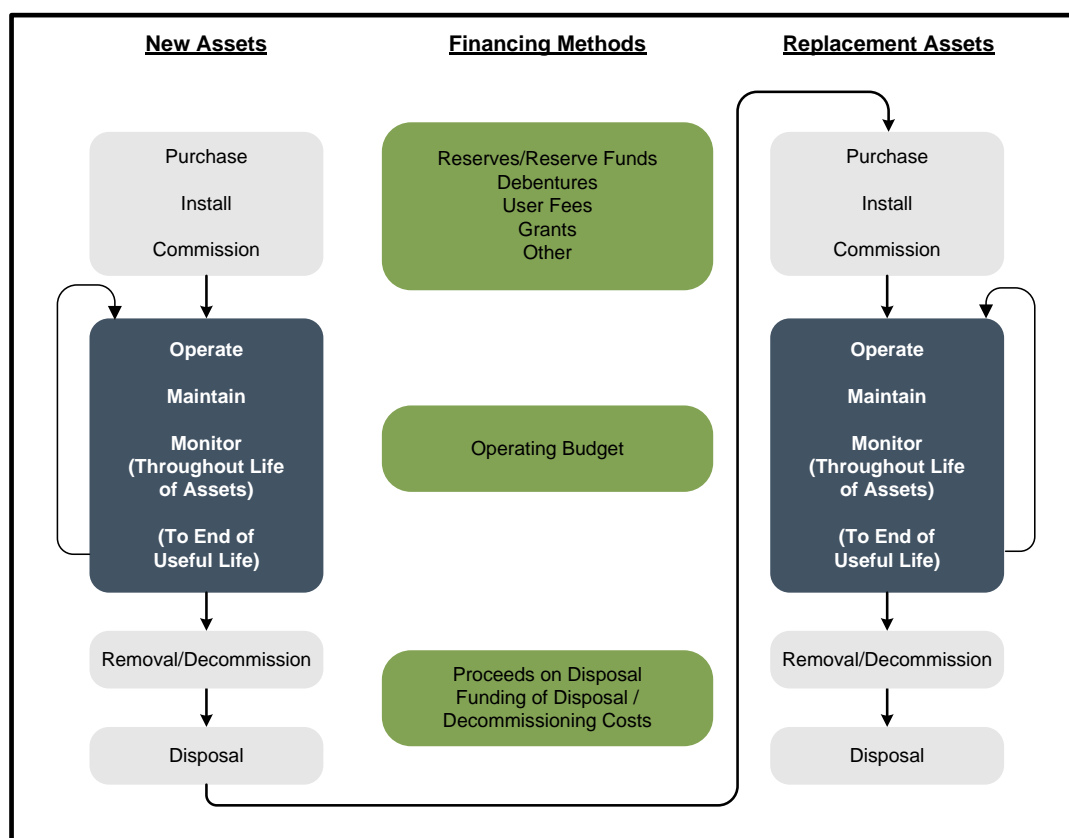 New Assets
Purchase
Install
Commission
Operate
Maintain
Monitor
(Throughout Life
of Assets)
(To End of
Useful Life)
Removal/Decommission
Disposal
Financing Methods
Reserves/Reserve Funds
Debentures
User Fees
Grants
Other
Operating Budget
Proceeds on Disposal
Funding of Disposal /
Decommissioning Costs
Replacement Assets
Purchase
Install
Commission
Operate
Maintain
Monitor
(Throughout Life
of Assets)
(To End of
Useful Life)
Removal/Decommission
Disposal